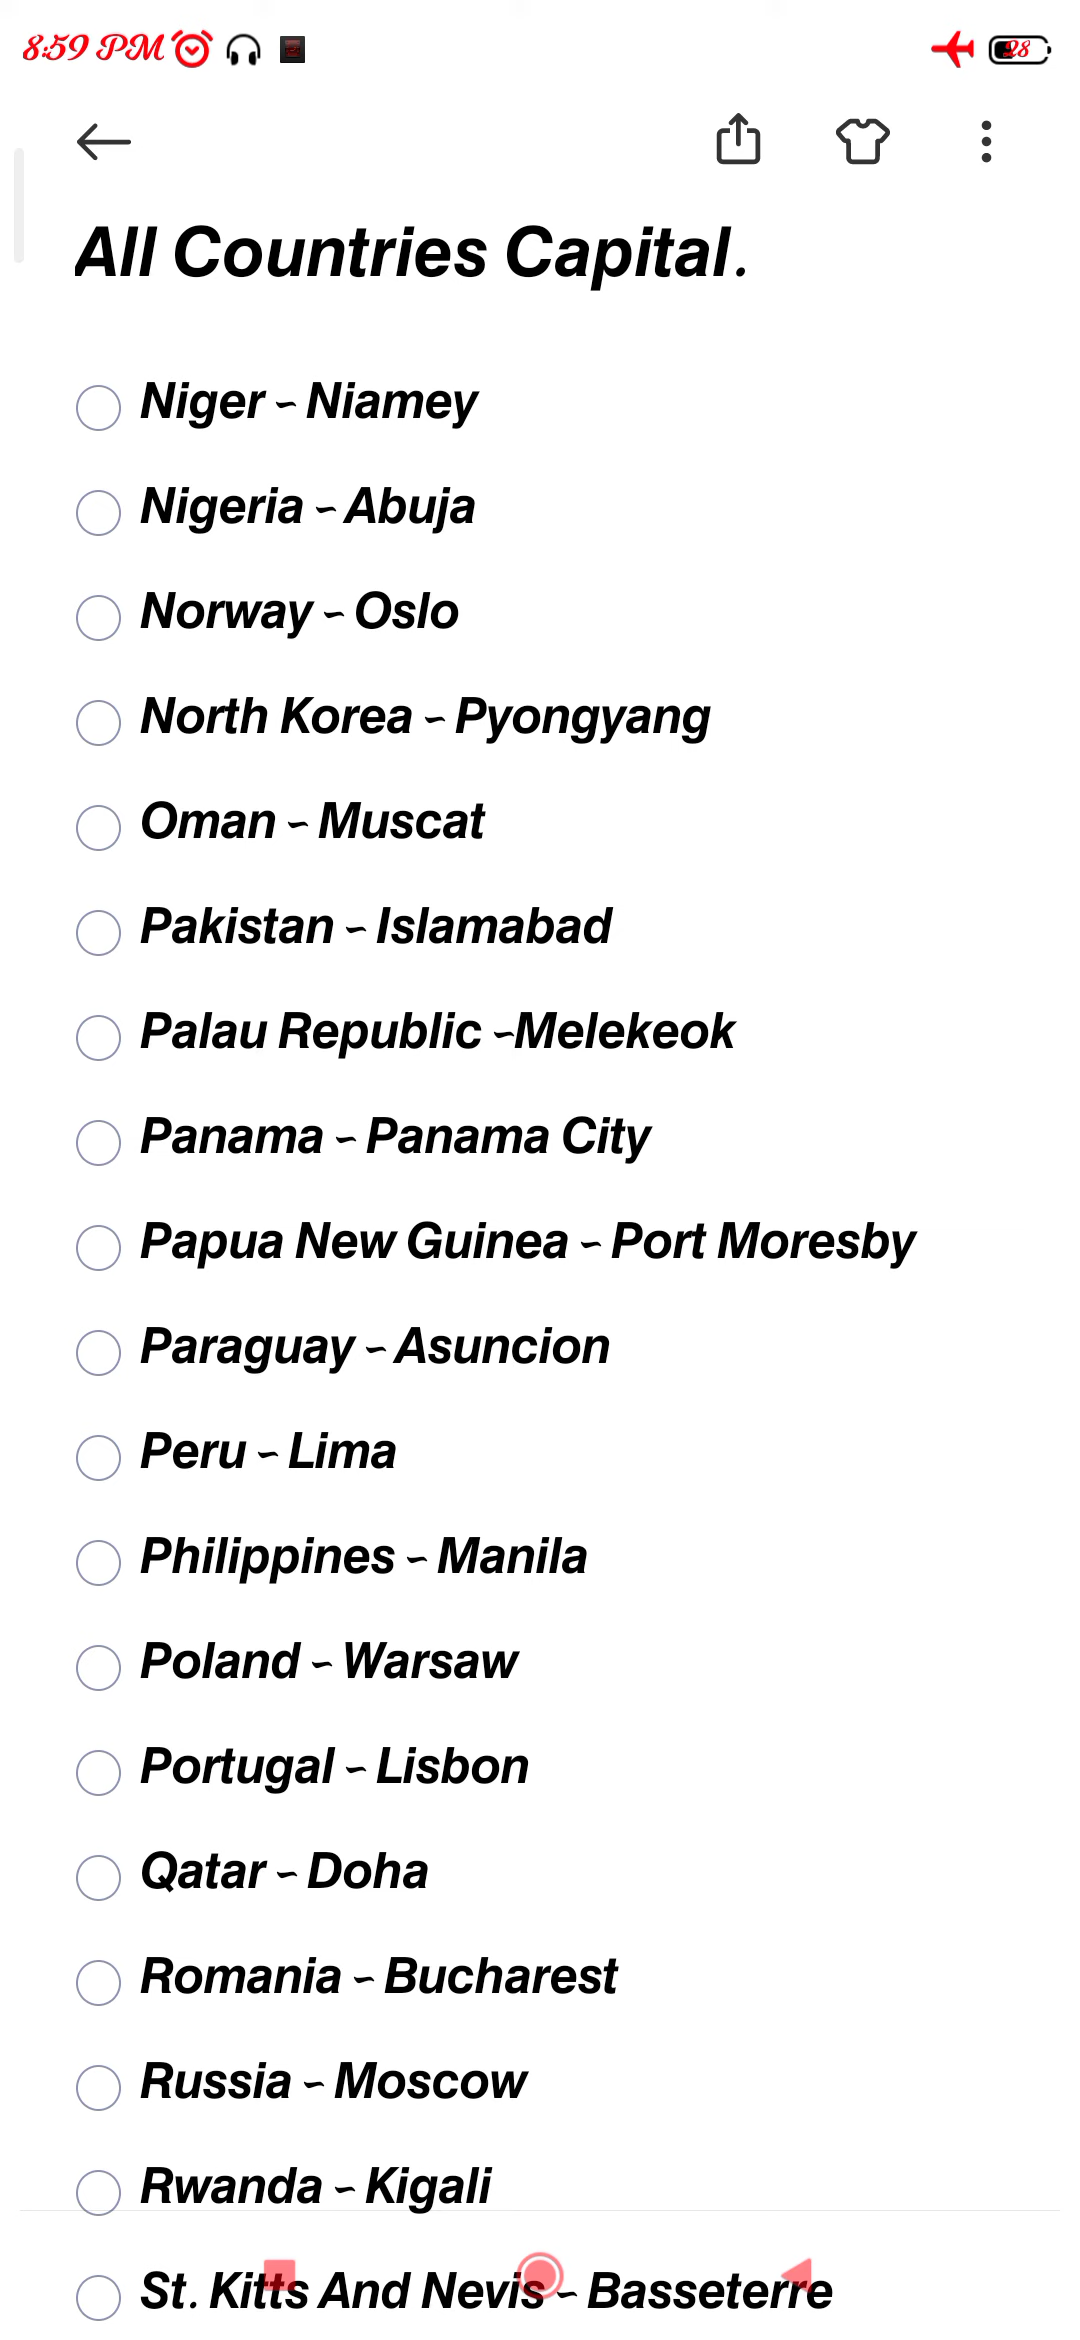 8:59 PM
28
All Countries Capital.
Niger ~ Niamey
Nigeria ~ Abuja
Norway ~ Oslo
North Korea ~ Pyongyang
Oman ~ Muscat
Pakistan ~ Islamabad
Palau Republic ~Melekeok
Panama ~ Panama City
Papua New Guinea ~ Port Moresby
Paraguay ~ Asuncion
Peru ~ Lima
Philippines ~ Manila
Poland ~ Warsaw
Portugal ~ Lisbon
Qatar ~ Doha
Romania ~ Bucharest
Russia ~ Moscow
Rwanda ~ Kigali
St. Kitts And Nevis ~ Basseterre